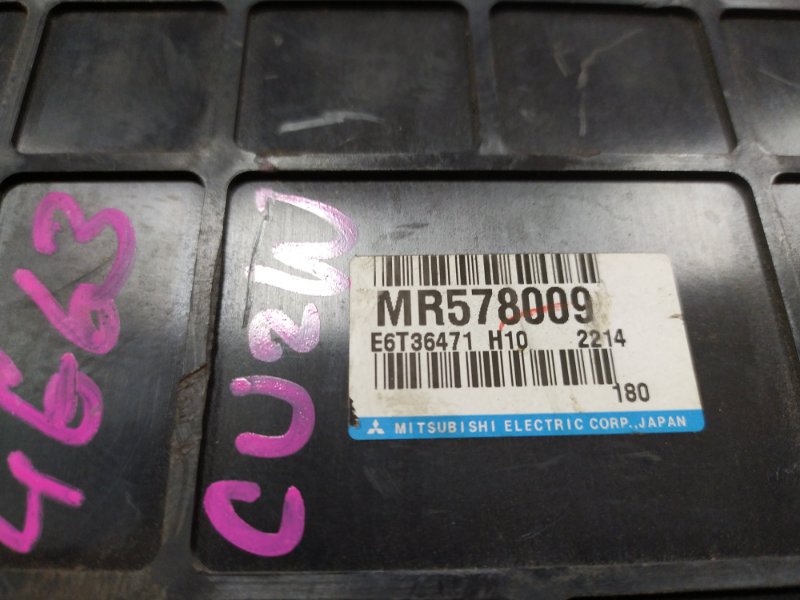 4G63
CU2W
MR578009
E6T36471 H10 2214
180
MITSUBISHI ELECTRIC CORP.,JAPAN